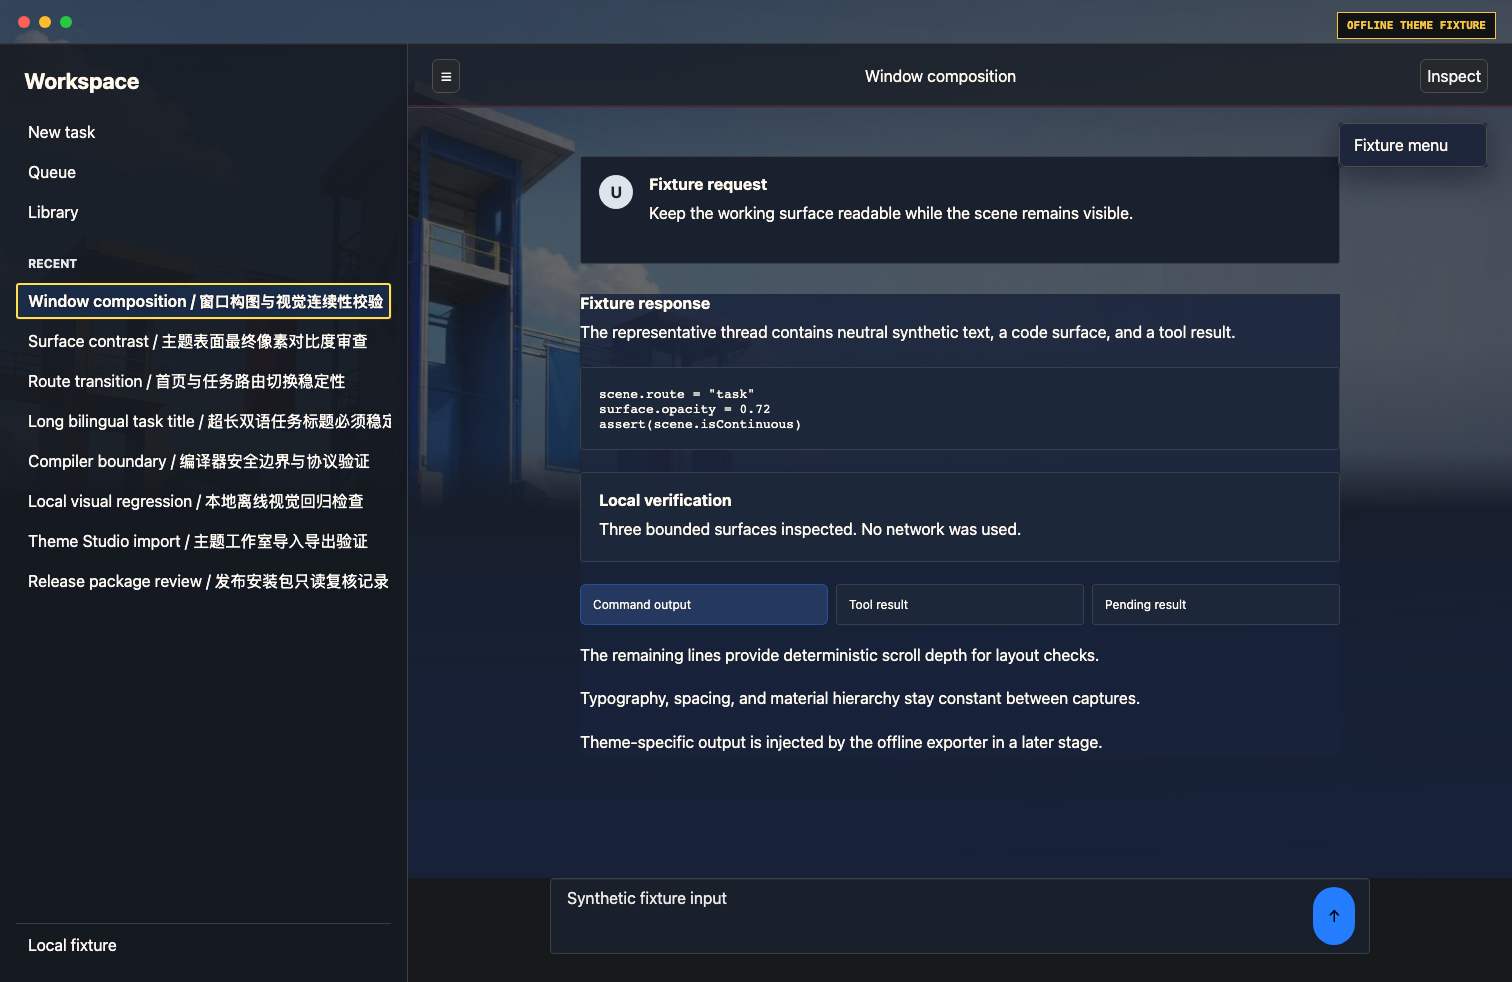 OFFLINE THEME FIXTURE
Workspace
New task
Queue
Library
RECENT
Window composition / 窗口构图与视觉连续性校验
Surface contrast / 主题表面最终像素对比度审查
Route transition / 首页与任务路由切换稳定性
Long bilingual task title / 超长双语任务标题必须稳定
Compiler boundary / 编译器安全边界与协议验证
Local visual regression / 本地离线视觉回归检查
Theme Studio import / 主题工作室导入导出验证
Release package review / 发布安装包只读复核记录
Local fixture
Window composition
Inspect
Fixture menu
U
Fixture request
Keep the working surface readable while the scene remains visible.
Fixture response
The representative thread contains neutral synthetic text, a code surface, and a tool result.
scene.route = "task"
surface.opacity = 0.72
assert(scene.isContinuous)
Local verification
Three bounded surfaces inspected. No network was used.
Command output
Tool result
Pending result
The remaining lines provide deterministic scroll depth for layout checks.
Typography, spacing, and material hierarchy stay constant between captures.
Theme-specific output is injected by the offline exporter in a later stage.
Synthetic fixture input